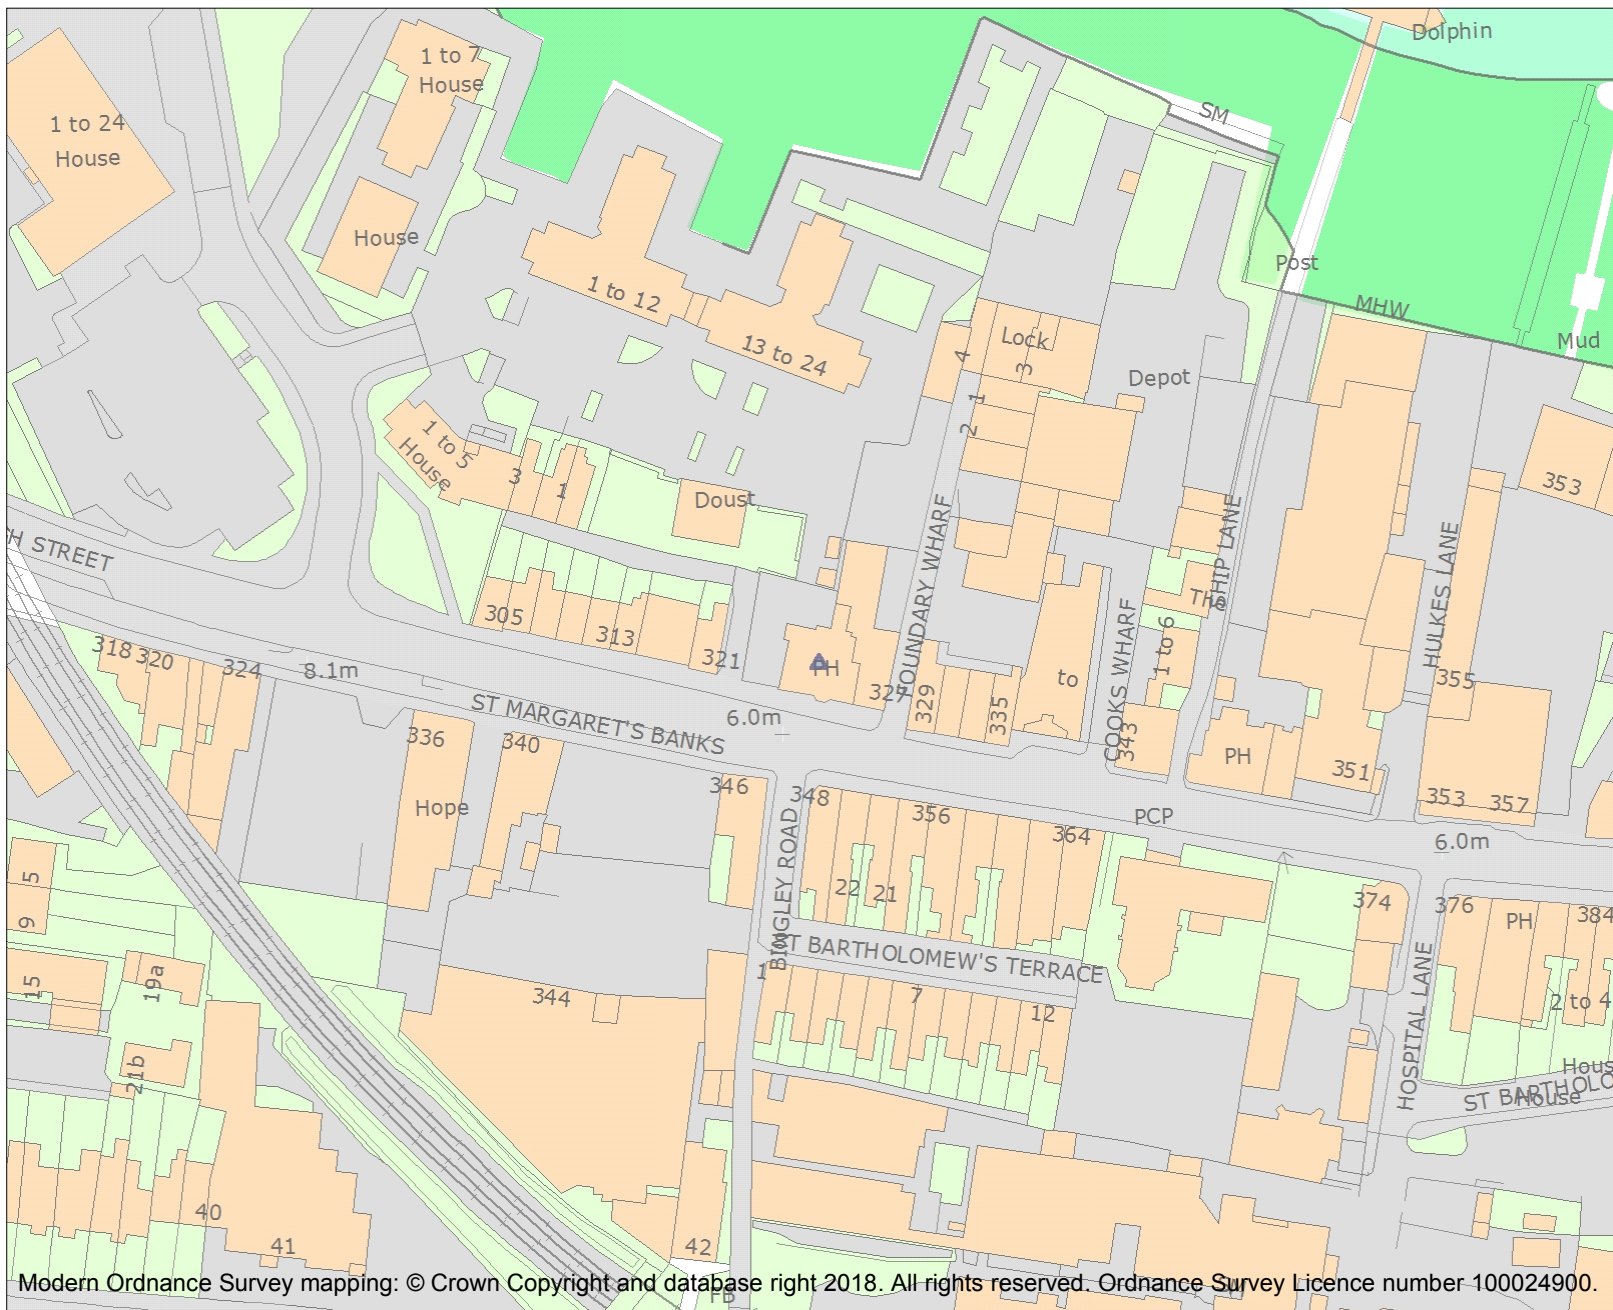 Dolphin
1 to 7
House
SM
1 to 24
House
House
Post
MHW
1 to 12
Lock
3
4
13 to 24
Mud
Depot
1
2
1 to 5
House
3
1
Doust
353
H STREET
FOUNDARY WHARF
SHIP LANE
HULKES LANE
The
305
313
321
COOKS WHARF
1 to 6
318
320
324
8.1m
PH
327
329
335
to
355
ST MARGARET'S BANKS
6.0m
343
336
340
PH
351
346
348
Hope
356
364
PCP
353
357
6.0m
BINGLEY ROAD
22
21
374
376
PH
384
5
9
ST BARTHOLOMEW'S TERRACE
15
19a
344
1
7
12
2 to 4
HOSPITAL LANE
21b
Hous
ST BARTHOLO
House
40
41
42
FB
Modern Ordnance Survey mapping: © Crown Copyright and database right 2018. All rights reserved. Ordnance Survey Licence number 100024900.